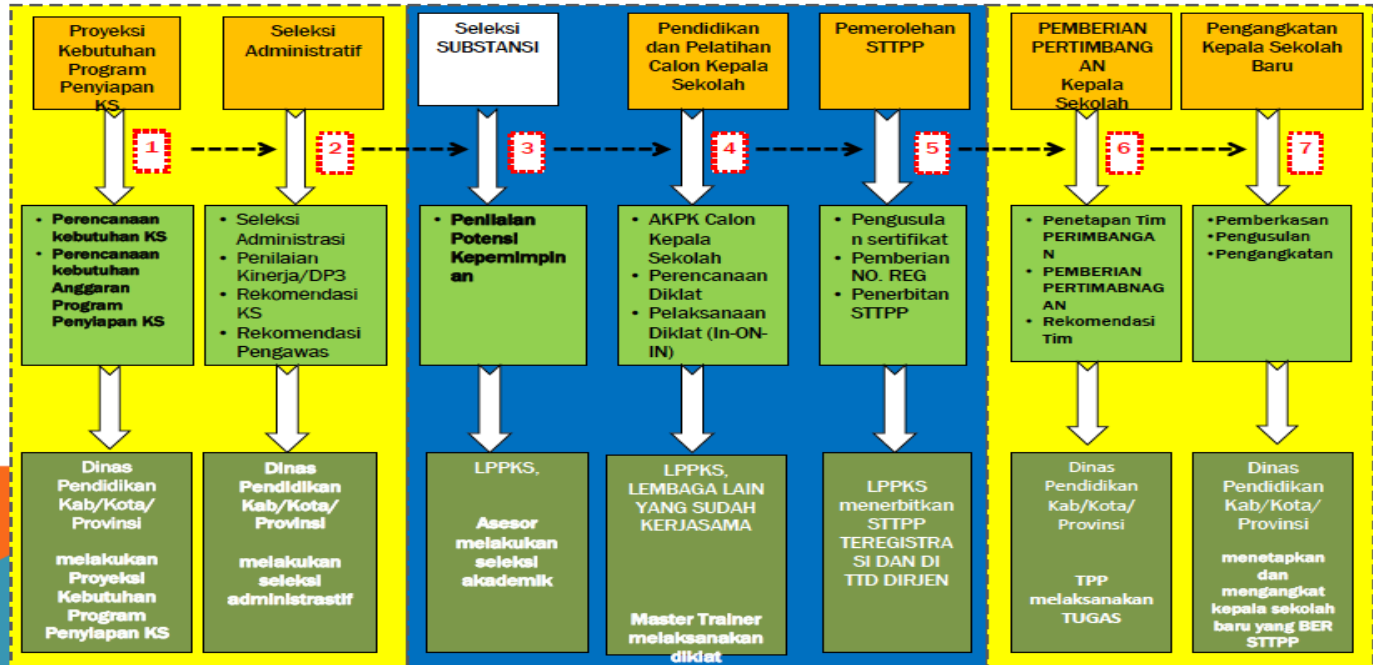 Proyeksi
Kebutuhan
Program
Penyiapan
KS
Seleksi
Administratif
Seleksi
SUBSTANSI
Pendidikan
dan Pelatihan
Calon Kepala
Sekolah
Pemerolehan
STTPP
PEMBERIAN
PERTIMBANG
AN
Kepala
Sekolah
Pengangkatan
Kepala Sekolah
Baru
1
2
3
4
5
6
7
• Perencanaan
kebutuhan KS
• Perencanaan
kebutuhan
Anggaran
Program
Penyiapan KS
• Seleksi
Administrasi
• Penilaian
Kinerja/DP3
• Rekomendasi
KS
• Rekomendasi
Pengawas
• Penilaian
Potensi
Kepemimpin
an
• AKPK Calon
Kepala
Sekolah
• Perencanaan
Diklat
• Pelaksanaan
Diklat (In-ON-
IN)
• Pengusula
n sertifikat
• Pemberian
NO. REG
• Penerbitan
STTPP
• Penetapan Tim
PERIMBANGA
N
• PEMBERIAN
PERTIMABNAG
AN
• Rekomendasi
Tim
•Pemberkasan
•Pengusulan
•Pengangkatan
Dinas
Pendidikan
Kab/Kota/
Provinsi
melakukan
Proyeksi
Kebutuhan
Program
Penyiapan KS
Dinas
Pendidikan
Kab/Kota/
Provinsi
melakukan
seleksi
administrastif
LPPKS,
Asesor
melakukan
seleksi
akademik
LPPKS,
LEMBAGA LAIN
YANG SUDAH
KERJASAMA
Master Trainer
melaksanakan
diklat
LPPKS
menerbitkan
STTPP
TEREGISTRA
SI DAN DI
TTD DIRJEN
Dinas
Pendidikan
Kab/Kota/
Provinsi
TPP
melaksanakan
TUGAS
Dinas
Pendidikan
Kab/Kota/
Provinsi
menetapkan
dan
mengangkat
kepala sekolah
baru yang BER
STTPP